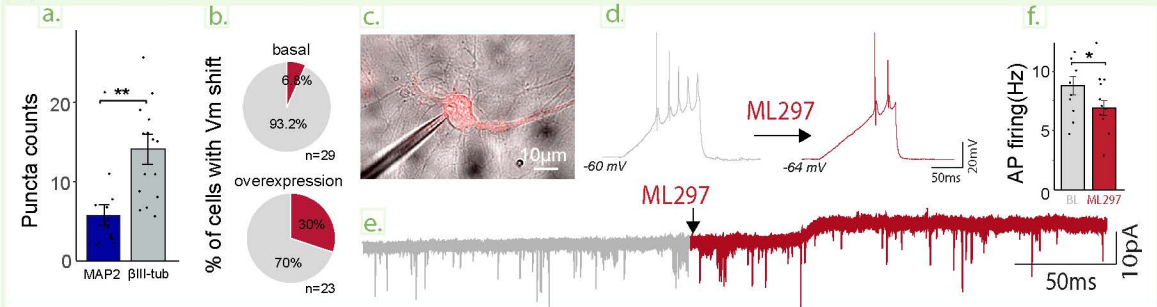 a.
Puncta counts
20
10
0
**
MAP2
βIII-tub
b.
% of cells with Vm shift
basal
6.8%
93.2%
n=29
overexpression
30%
70%
n=23
c.
10µm
d.
-60 mV
ML297
-64 mV
20mV
50ms
e.
ML297
10pA
50ms
f.
AP firing(Hz)
10
5
0
*
BL
ML297